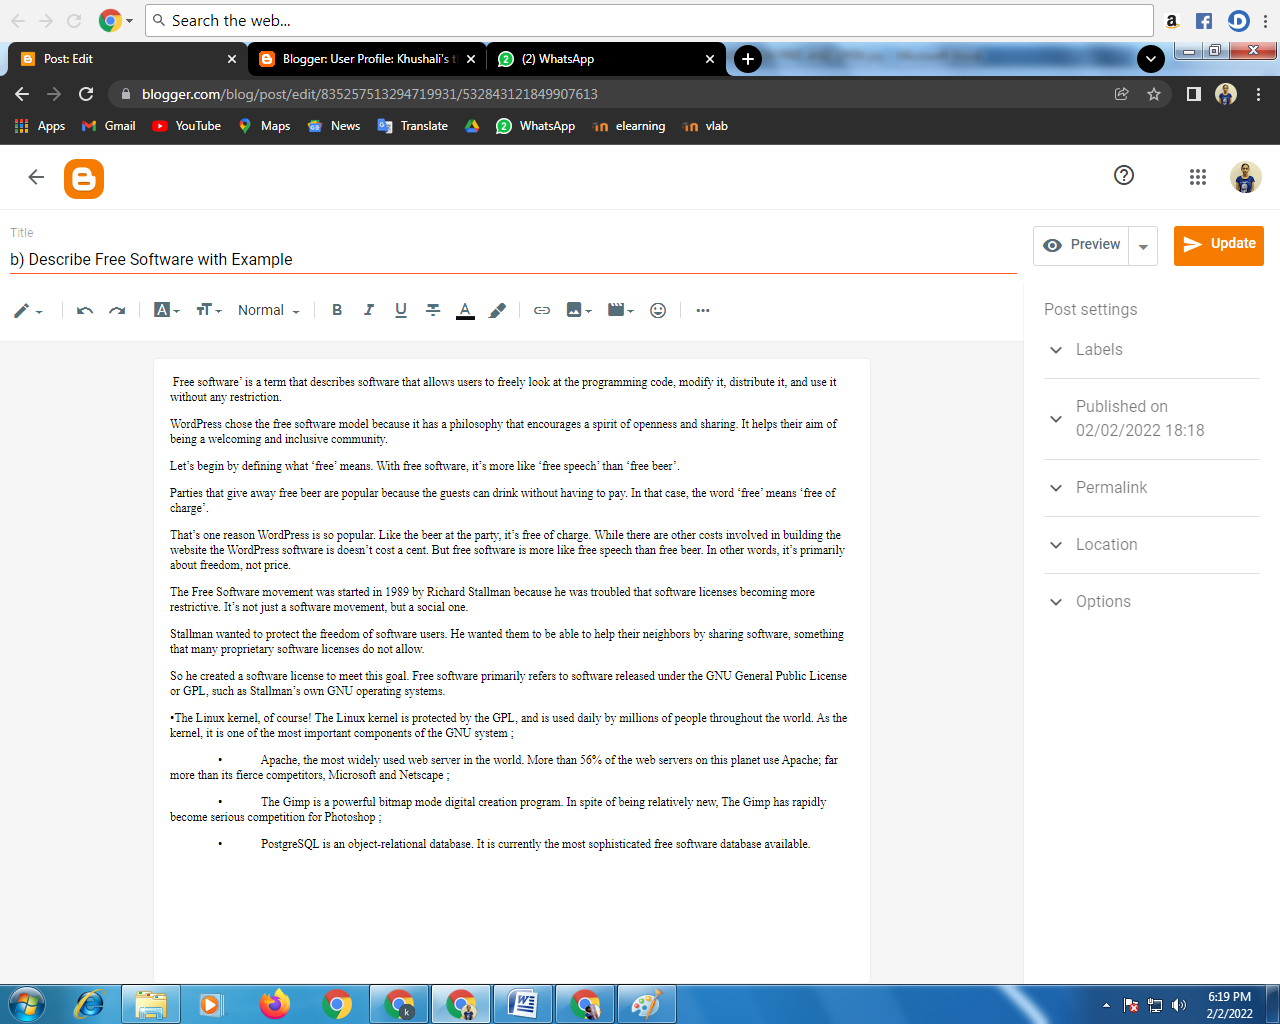 Search the web...
Post: Edit
Blogger: User Profile: Khushali's t
(2) WhatsApp
blogger.com/blog/post/edit/835257513294719931/532843121849907613
Apps Gmail YouTube Maps News Translate WhatsApp elearning vlab
Title
b) Describe Free Software with Example
Preview
Update
Normal
Post settings
Labels
Published on
02/02/2022 18:18
Permalink
Location
Options
Free software’ is a term that describes software that allows users to freely look at the programming code, modify it, distribute it, and use it
without any restriction.
WordPress chose the free software model because it has a philosophy that encourages a spirit of openness and sharing. It helps their aim of
being a welcoming and inclusive community.
Let’s begin by defining what ‘free’ means. With free software, it’s more like ‘free speech’ than ‘free beer’.
Parties that give away free beer are popular because the guests can drink without having to pay. In that case, the word ‘free’ means ‘free of
charge’.
That’s one reason WordPress is so popular. Like the beer at the party, it’s free of charge. While there are other costs involved in building the
website the WordPress software is doesn’t cost a cent. But free software is more like free speech than free beer. In other words, it’s primarily
about freedom, not price.
The Free Software movement was started in 1989 by Richard Stallman because he was troubled that software licenses becoming more
restrictive. It’s not just a software movement, but a social one.
Stallman wanted to protect the freedom of software users. He wanted them to be able to help their neighbors by sharing software, something
that many proprietary software licenses do not allow.
So he created a software license to meet this goal. Free software primarily refers to software released under the GNU General Public License
or GPL, such as Stallman’s own GNU operating systems.
•The Linux kernel, of course! The Linux kernel is protected by the GPL, and is used daily by millions of people throughout the world. As the
kernel, it is one of the most important components of the GNU system ;
• Apache, the most widely used web server in the world. More than 56% of the web servers on this planet use Apache; far
more than its fierce competitors, Microsoft and Netscape ;
• The Gimp is a powerful bitmap mode digital creation program. In spite of being relatively new, The Gimp has rapidly
become serious competition for Photoshop ;
• PostgreSQL is an object-relational database. It is currently the most sophisticated free software database available.
6:19 PM
2/2/2022